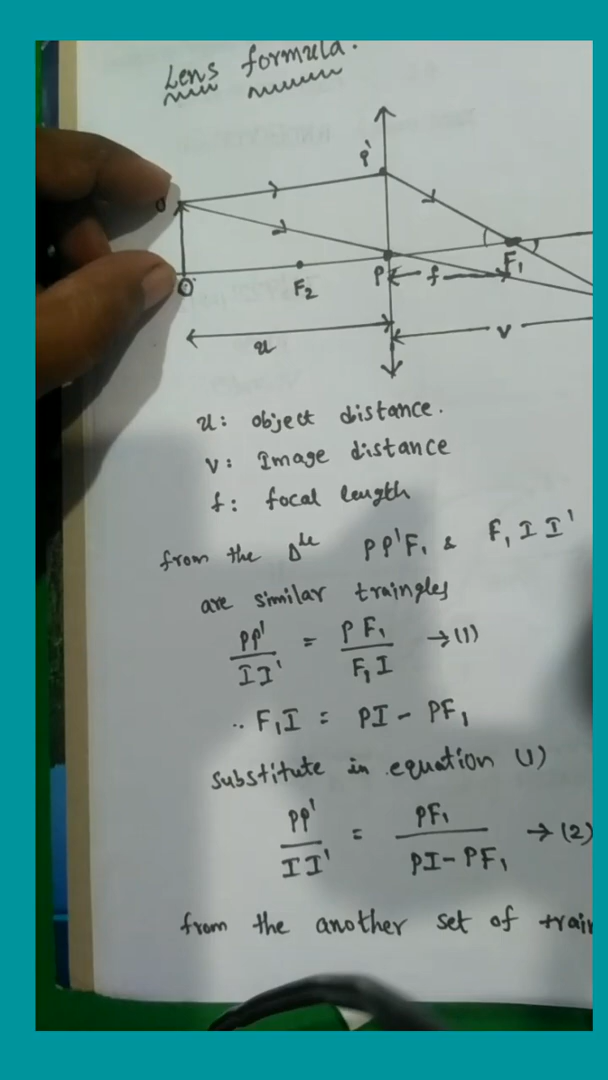 Lens formula.
P'
O'
O
F₂
P
f
F₁
u
v
u: object distance.
v: Image distance
f: focal length
from the Δle PP'F₁ & F₁ I I'
are similar traingles
PP'/II' = PF₁/F₁I →(1)
∴ F₁I = PI - PF₁
substitute in equation (1)
PP'/II' = PF₁/PI-PF₁ →(2)
from the another set of